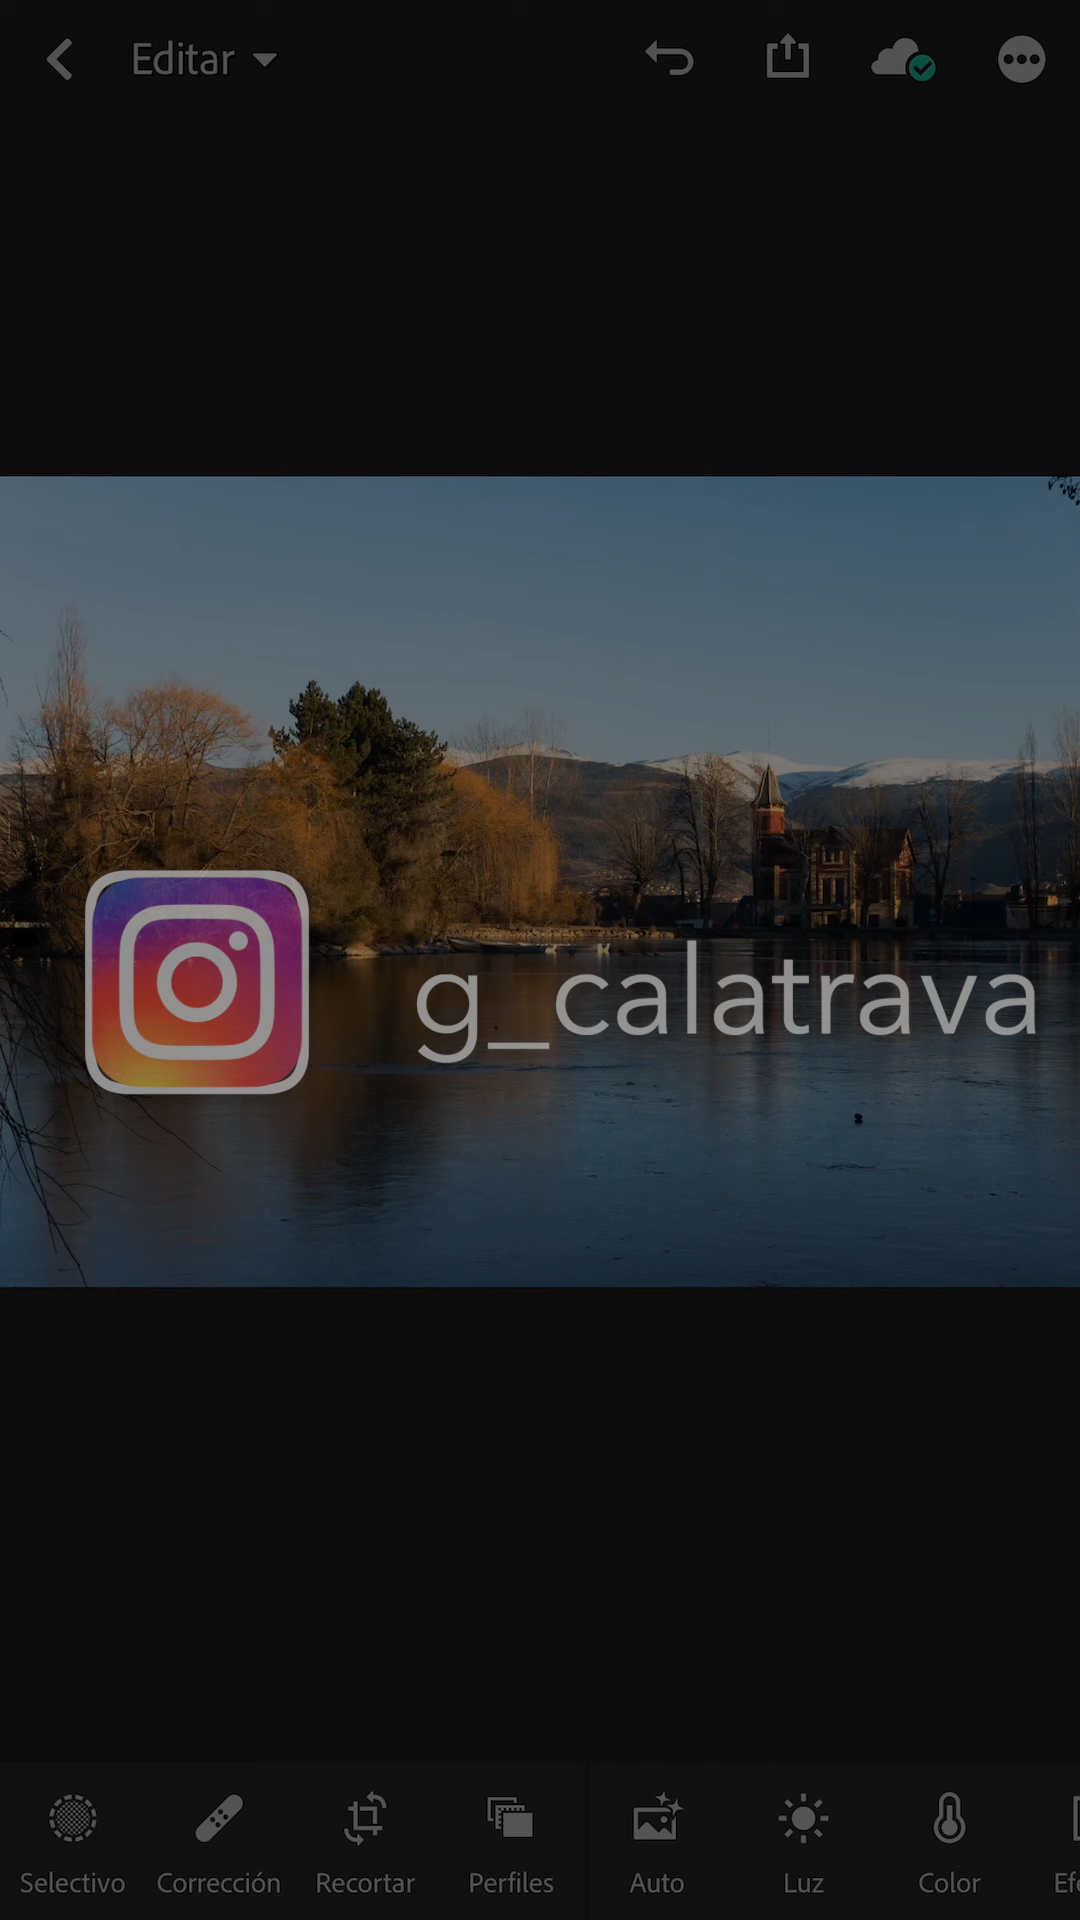 Editar
g_calatrava
Selectivo Corrección Recortar Perfiles Auto Luz Color